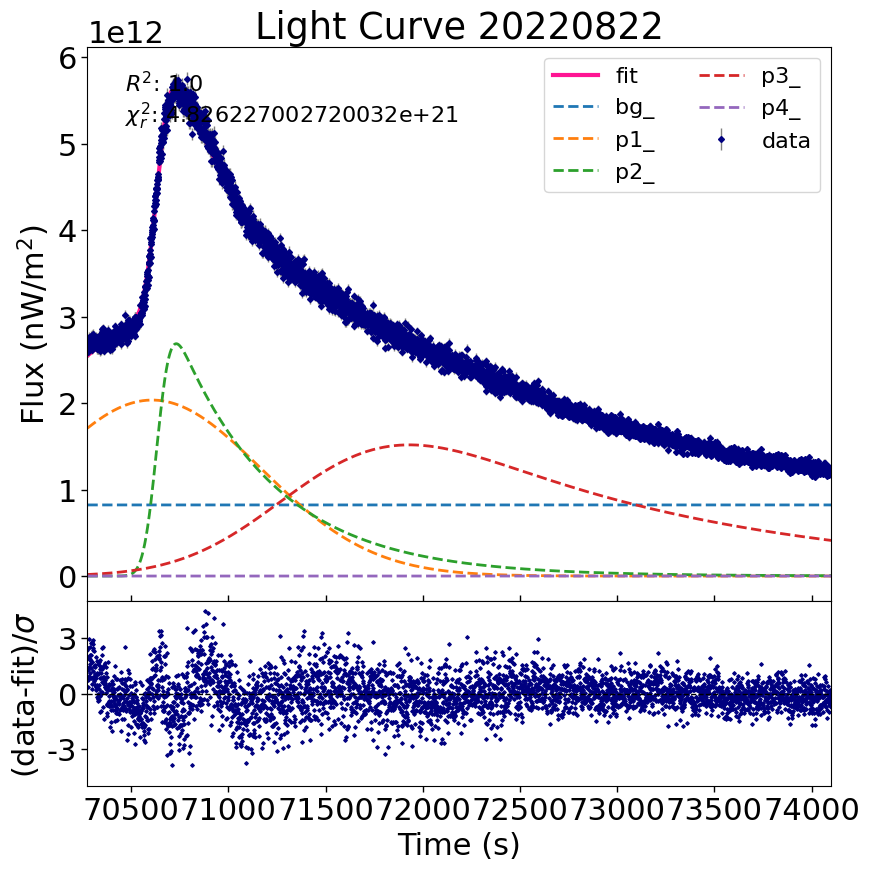 Light Curve 20220822
1e12
R²: 1.0
χ²ᵣ: 4.826227002720032e+21
fit
bg_
p1_
p2_
p3_
p4_
data
6
5
4
3
2
1
0
Flux (nW/m²)
3
0
-3
(data-fit)/σ
70500 71000 71500 72000 72500 73000 73500 74000
Time (s)